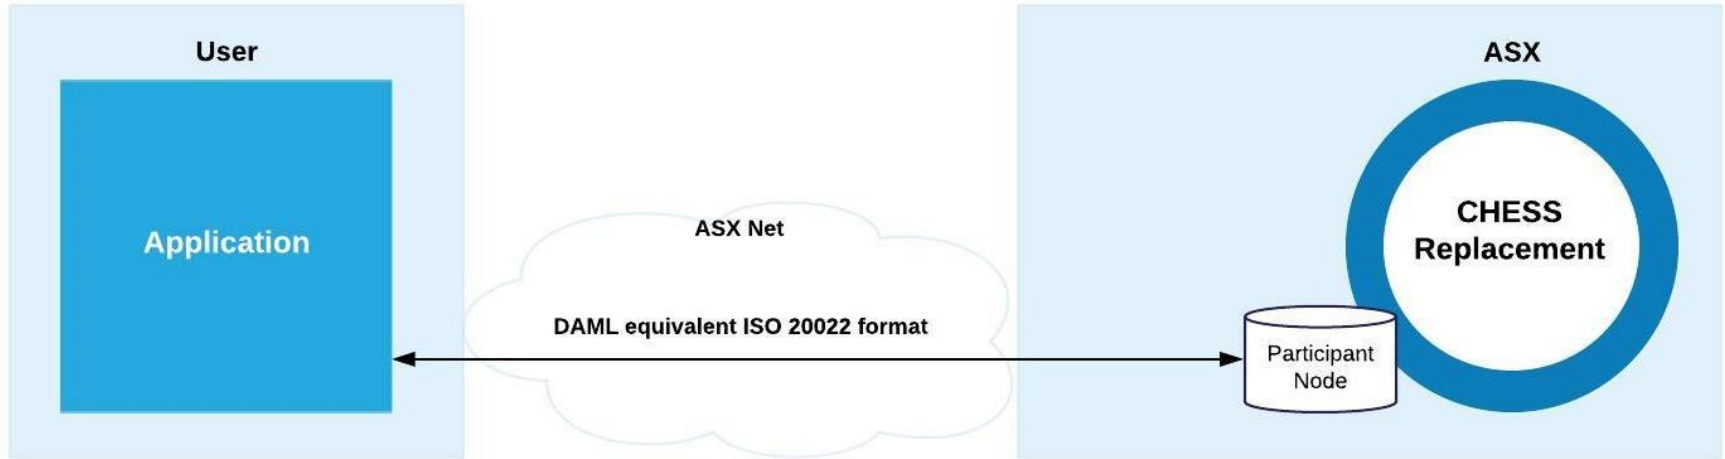 User
Application
ASX Net
DAML equivalent ISO 20022 format
ASX
CHESS
Replacement
Participant
Node